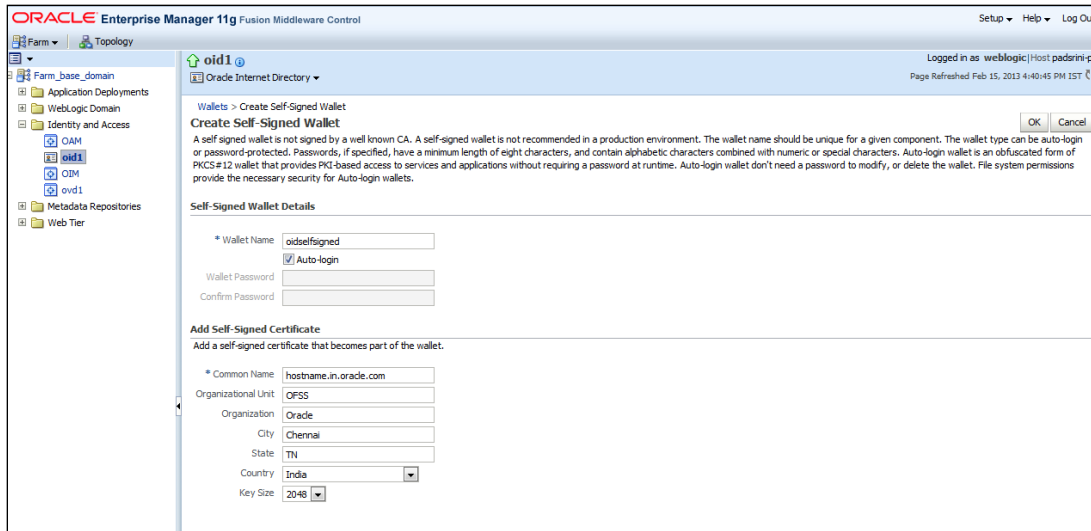 ORACLE Enterprise Manager 11g Fusion Middleware Control
Setup Help Log Ou
Farm Topology
Farm_base_domain
Application Deployments
WebLogic Domain
Identity and Access
OAM
oid1
OIM
ovd1
Metadata Repositories
Web Tier
oid1
Oracle Internet Directory
Logged in as weblogic|Host padsrini-p
Page Refreshed Feb 15, 2013 4:40:45 PM IST
Wallets > Create Self-Signed Wallet
Create Self-Signed Wallet
OK Cancel
A self signed wallet is not signed by a well known CA. A self-signed wallet is not recommended in a production environment. The wallet name should be unique for a given component. The wallet type can be auto-login
or password-protected. Passwords, if specified, have a minimum length of eight characters, and contain alphabetic characters combined with numeric or special characters. Auto-login wallet is an obfuscated form of
PKCS#12 wallet that provides PKI-based access to services and applications without requiring a password at runtime. Auto-login wallet don't need a password to modify, or delete the wallet. File system permissions
provide the necessary security for Auto-login wallets.
Self-Signed Wallet Details
* Wallet Name oidselfsigned
Auto-login
Wallet Password
Confirm Password
Add Self-Signed Certificate
Add a self-signed certificate that becomes part of the wallet.
* Common Name hostname.in.oracle.com
Organizational Unit OFSS
Organization Oracle
City Chennai
State TN
Country India
Key Size 2048